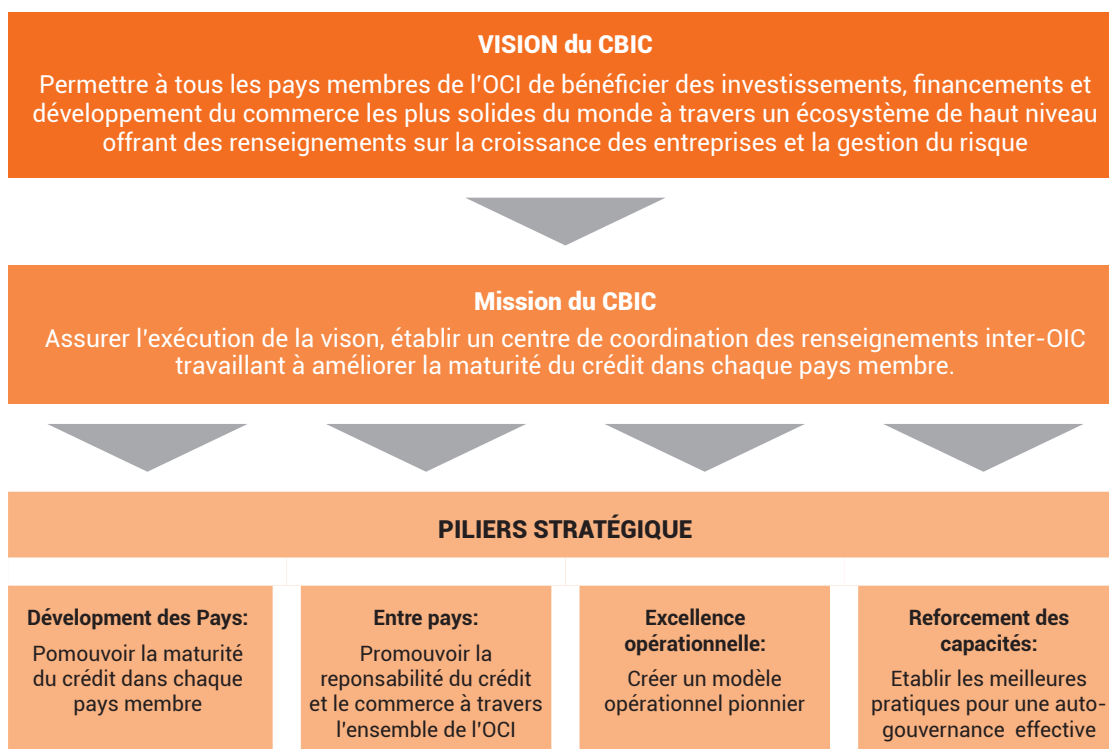 VISION du CBIC
Permettre à tous les pays membres de l'OCI de bénéficier des investissements, financements et
développement du commerce les plus solides du monde à travers un écosystème de haut niveau
offrant des renseignements sur la croissance des entreprises et la gestion du risque
Mission du CBIC
Assurer l'exécution de la vison, établir un centre de coordination des renseignements inter-OIC
travaillant à améliorer la maturité du crédit dans chaque pays membre.
PILIERS STRATÉGIQUE
Dévelopment des Pays:
Pomouvoir la maturité
du crédit dans chaque
pays membre
Entre pays:
Promouvoir la
reponsabilité du crédit
et le commerce à travers
l'ensemble de l'OCI
Excellence
opérationnelle:
Créer un modèle
opérationnel pionnier
Reforcement des
capacités:
Etablir les meilleures
pratiques pour une auto-
gouvernance effective